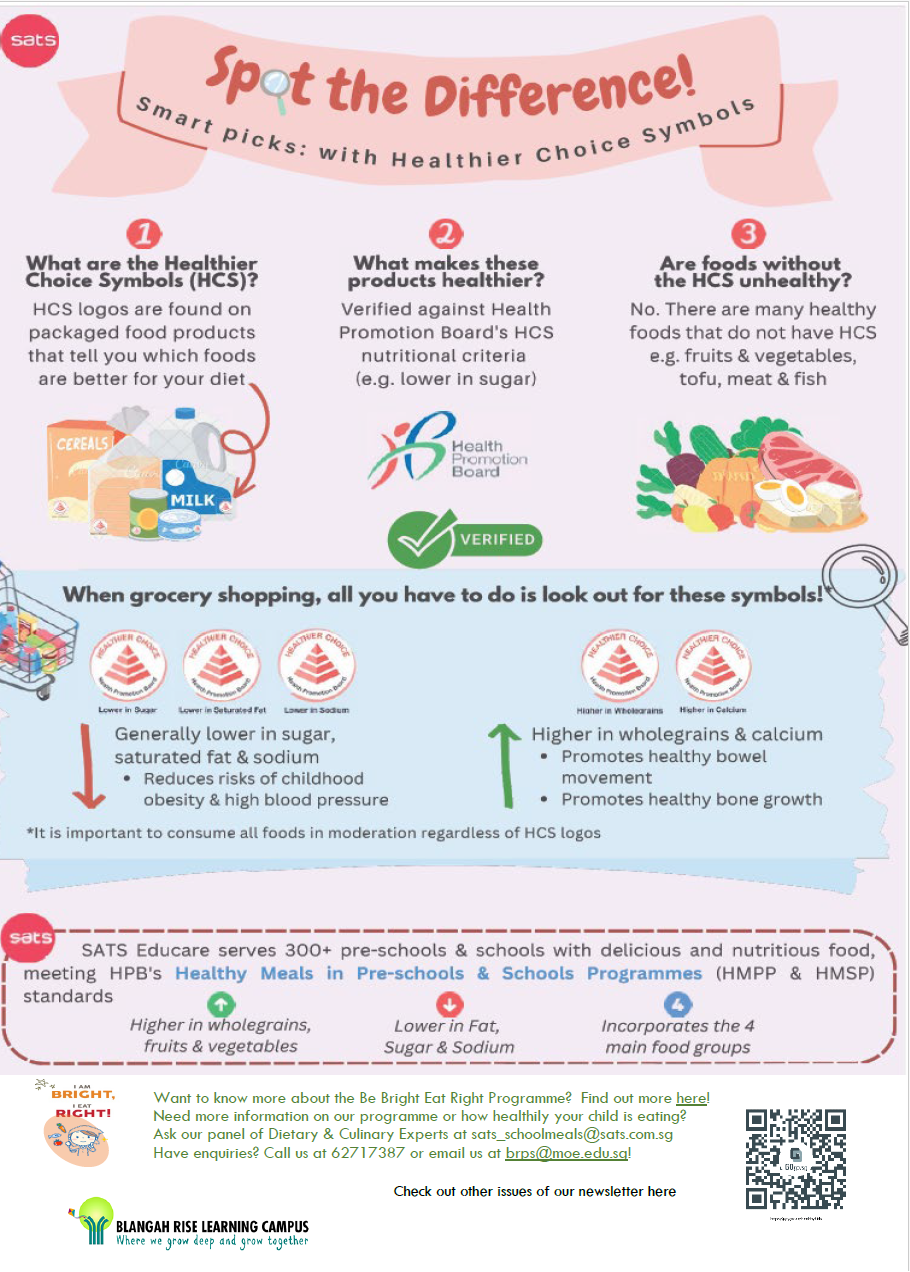 sats
Spot the Difference!
Smart picks: with Healthier Choice Symbols
1
What are the Healthier
Choice Symbols (HCS)?
HCS logos are found on
packaged food products
that tell you which foods
are better for your diet
CEREALS
MILK
2
What makes these
products healthier?
Verified against Health
Promotion Board's HCS
nutritional criteria
(e.g. lower in sugar)
Health
Promotion
Board
VERIFIED
3
Are foods without
the HCS unhealthy?
No. There are many healthy
foods that do not have HCS
e.g. fruits & vegetables,
tofu, meat & fish
When grocery shopping, all you have to do is look out for these symbols!*
HEALTHIER CHOICE
Health Promotion Board
Lower in Sugar
HEALTHIER CHOICE
Health Promotion Board
Lower in Saturated Fat
HEALTHIER CHOICE
Health Promotion Board
Lower in Sodium
HEALTHIER CHOICE
Health Promotion Board
Higher in Wholegrains
HEALTHIER CHOICE
Health Promotion Board
Higher in Calcium
Generally lower in sugar,
saturated fat & sodium
• Reduces risks of childhood
obesity & high blood pressure
Higher in wholegrains & calcium
• Promotes healthy bowel
movement
• Promotes healthy bone growth
*It is important to consume all foods in moderation regardless of HCS logos
sats
SATS Educare serves 300+ pre-schools & schools with delicious and nutritious food,
meeting HPB's Healthy Meals in Pre-schools & Schools Programmes (HMPP & HMSP)
standards
Higher in wholegrains,
fruits & vegetables
Lower in Fat,
Sugar & Sodium
4
Incorporates the 4
main food groups
I AM
BRIGHT,
I EAT
RIGHT!
Want to know more about the Be Bright Eat Right Programme? Find out more here!
Need more information on our programme or how healthily your child is eating?
Ask our panel of Dietary & Culinary Experts at sats_schoolmeals@sats.com.sg
Have enquiries? Call us at 62717387 or email us at brps@moe.edu.sg!
Check out other issues of our newsletter here
BLANGAH RISE LEARNING CAMPUS
Where we grow deep and grow together